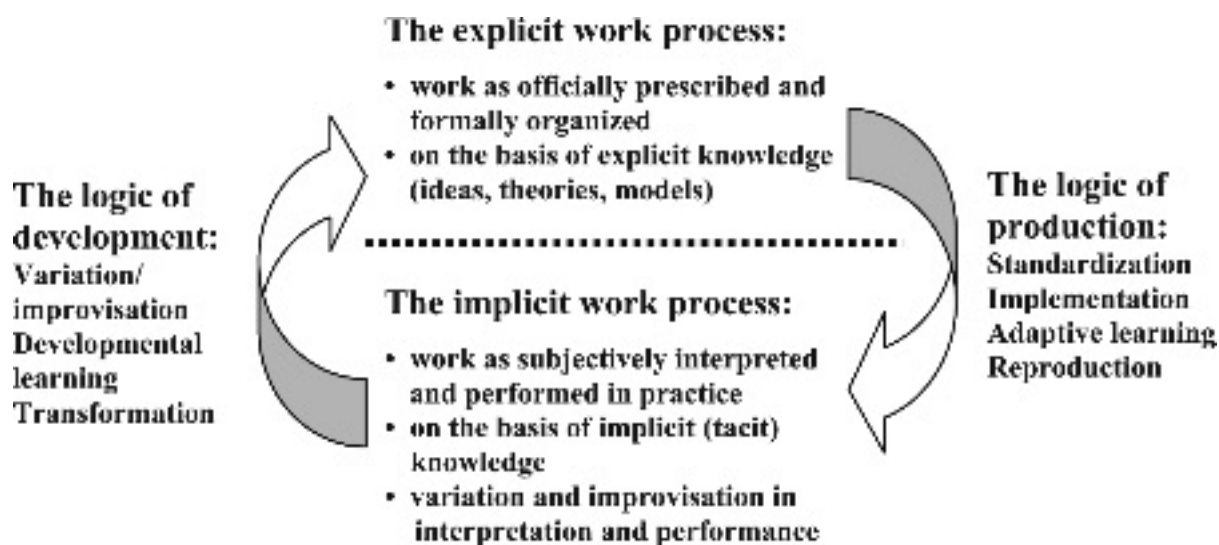 The explicit work process:
• work as officially prescribed and
formally organized
• on the basis of explicit knowledge
(ideas, theories, models)
The logic of
development:
Variation/
improvisation
Developmental
learning
Transformation
The logic of
production:
Standardization
Implementation
Adaptive learning
Reproduction
The implicit work process:
• work as subjectively interpreted
and performed in practice
• on the basis of implicit (tacit)
knowledge
• variation and improvisation in
interpretation and performance